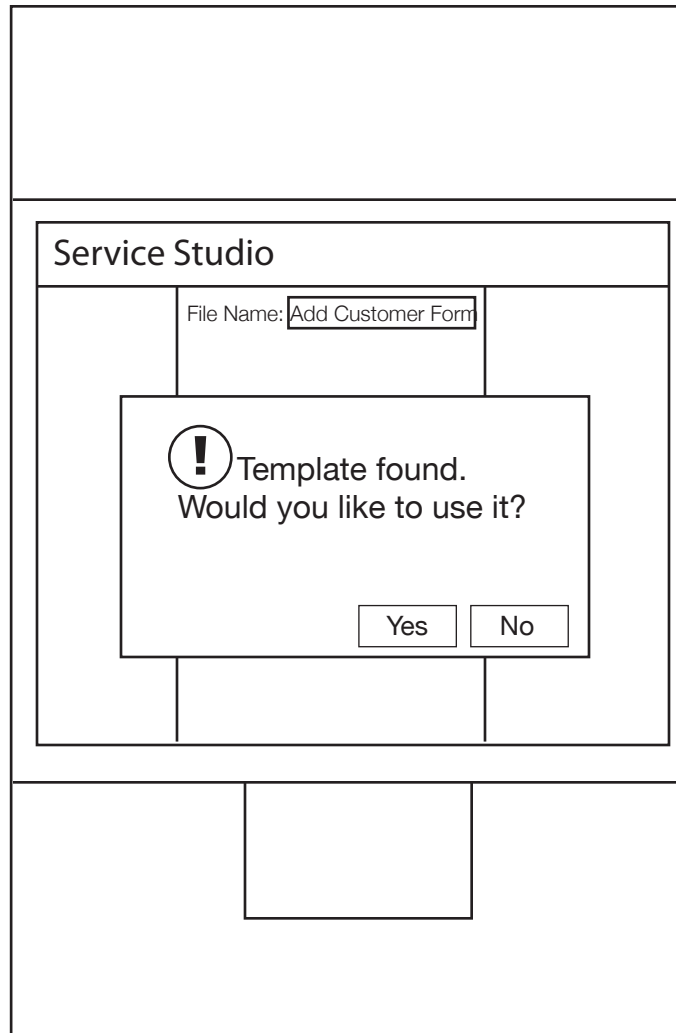 Service Studio
File Name: Add Customer Form
! Template found.
Would you like to use it?
Yes No